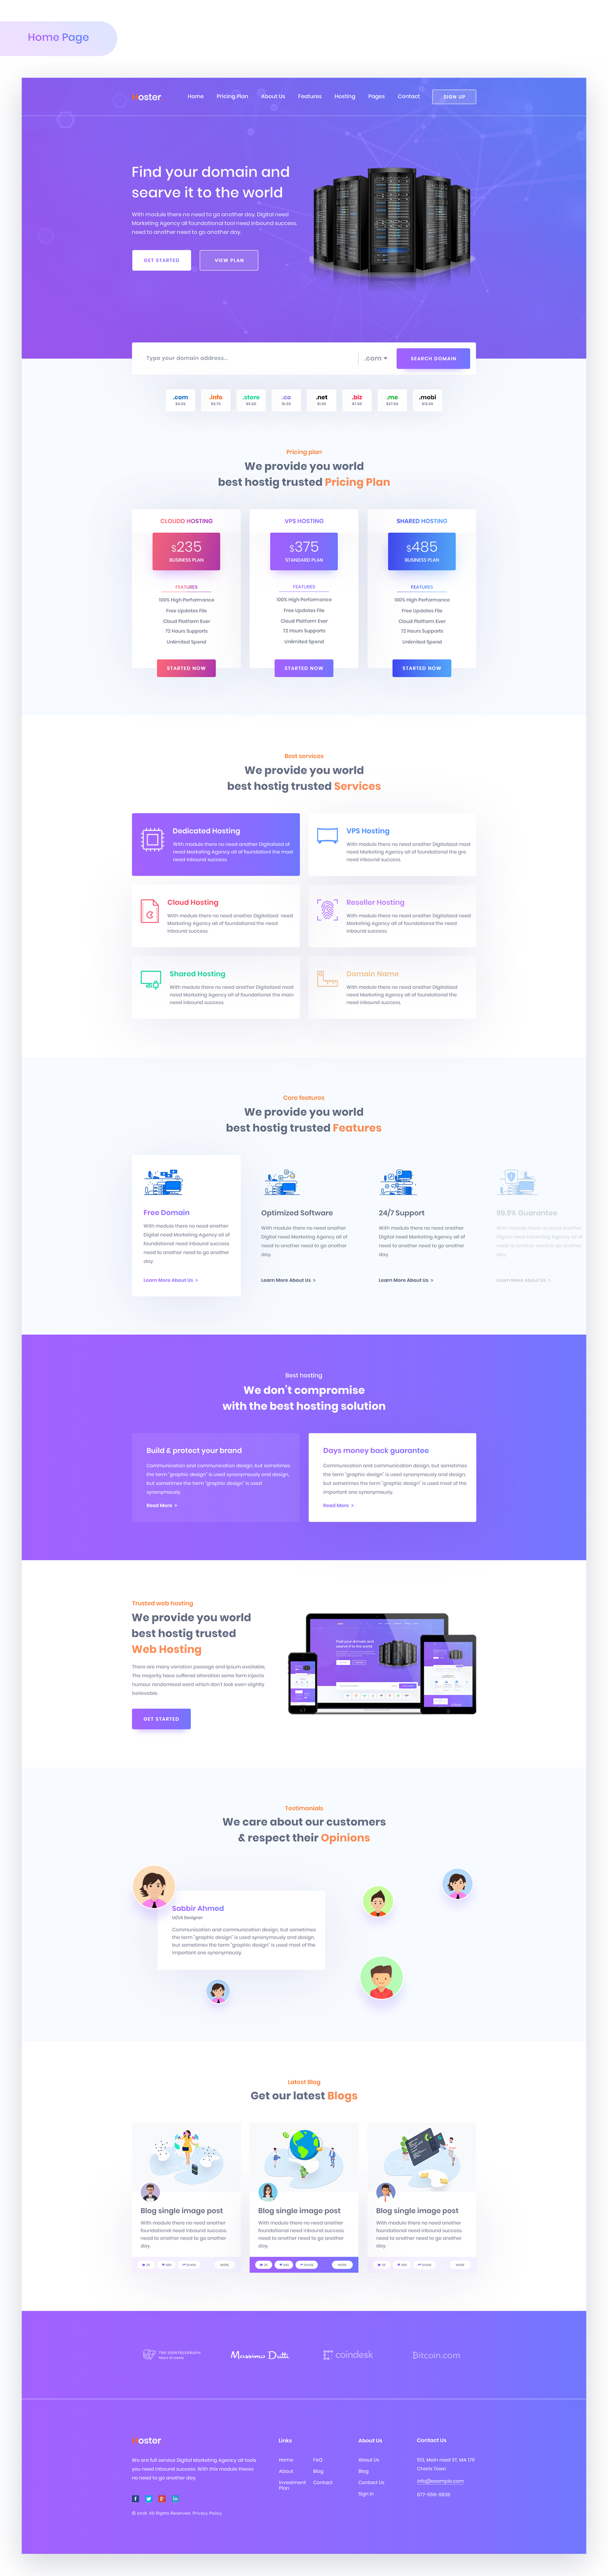 Home Page
Hoster
Home Pricing Plan About Us Features Hosting Pages Contact SIGN UP
Find your domain and
searve it to the world
With module there no need to go another day. Digital need
Marketing Agency all foundational tool need inbound success,
need to another need to go another day.
GET STARTED VIEW PLAN
Type your domain address... .com SEARCH DOMAIN
.com .info .store .co .net .biz .me .mobi
Pricing plan
We provide you world
best hostig trusted Pricing Plan
CLOUDD HOSTING
$235
BUSINESS PLAN
FEATURES
100% High Performance
Free Updates File
Cloud Platform Ever
72 Hours Supports
Unlimited Spend
STARTED NOW
VPS HOSTING
$375
STANDARD PLAN
FEATURES
100% High Performance
Free Updates File
Cloud Platform Ever
72 Hours Supports
Unlimited Spend
STARTED NOW
SHARED HOSTING
$485
BUSINESS PLAN
FEATURES
100% High Performance
Free Updates File
Cloud Platform Ever
72 Hours Supports
Unlimited Spend
STARTED NOW
Best services
We provide you world
best hostig trusted Services
Dedicated Hosting
With module there no need another Digitalized of
need Marketing Agency all of foundational the most
need inbound success.
VPS Hosting
With module there no need another Digitalized most
need Marketing Agency all of foundational the gre
need inbound success.
Cloud Hosting
With module there no need another Digitalized need
Marketing Agency all of foundational the need
inbound success.
Reseller Hosting
With module there no need another Digitalized need
Marketing Agency all of foundational the need
inbound success.
Shared Hosting
With module there no need another Digitalized most
need Marketing Agency all of foundational the main
need inbound success.
Domain Name
With module there no need another Digitalized
need Marketing Agency all of foundational the
need inbound success.
Core features
We provide you world
best hostig trusted Features
Free Domain
With module there no need another
Digital need Marketing Agency all of
foundational need inbound success.
need to another need to go another
day.
Learn More About Us »
Optimized Software
With module there no need another
Digital need Marketing Agency all of
need to another need to go another
day.
Learn More About Us »
24/7 Support
With module there no need another
Digital need Marketing Agency all of
need to another need to go another
day.
Learn More About Us »
99.9% Guarantee
With module there no need another
Digital need Marketing Agency all of
need to another need to go another
day.
Learn More About Us »
Best hosting
We don't compromise
with the best hosting solution
Build & protect your brand
Communication and communication design, but sometimes
the term "graphic design" is used synonymously and design,
but sometimes the term "graphic design" is used
synonymously.
Read More »
Days money back guarantee
Communication and communication design, but sometimes
the term "graphic design" is used synonymously and design,
but sometimes the term "graphic design" is used most of the
important one synonymously.
Read More »
Trusted web hosting
We provide you world
best hostig trusted
Web Hosting
There are many variation passage and Ipsum available.
The majority have suffered alteration some form injecte
humour randomised word which don't look even slightly
believable.
GET STARTED
Find your domain and
searve it to the world
Testimonials
We care about our customers
& respect their Opinions
Sabbir Ahmed
UI/UX Designer
Communication and communication design, but sometimes
the term "graphic design" is used synonymously and design,
but sometimes the term "graphic design" is used most of the
important one synonymously.
Latest Blog
Get our latest Blogs
Blog single image post
With module there no need another
foundational need inbound success.
need to another need to go another
day.
SHARE MORE
Blog single image post
With module there no need another
foundational need inbound success.
need to another need to go another
day.
SHARE MORE
Blog single image post
With module there no need another
foundational need inbound success.
need to another need to go another
day.
SHARE MORE
THE COINTELEGRAPH
Massimo Dutti
coindesk
Bitcoin.com
Hoster
We are full service Digital Marketing Agency all tools
you need inbound success. With this module theres
no need to go another day.
© 2018. All Rights Reserved. Privacy Policy
Links
Home FAQ
About Blog
Investment Contact
Plan
About Us
About Us
Blog
Contact Us
Sign In
Contact Us
512, Main road ST, MA 178
Charis Town
info@example.com
677-559-9835